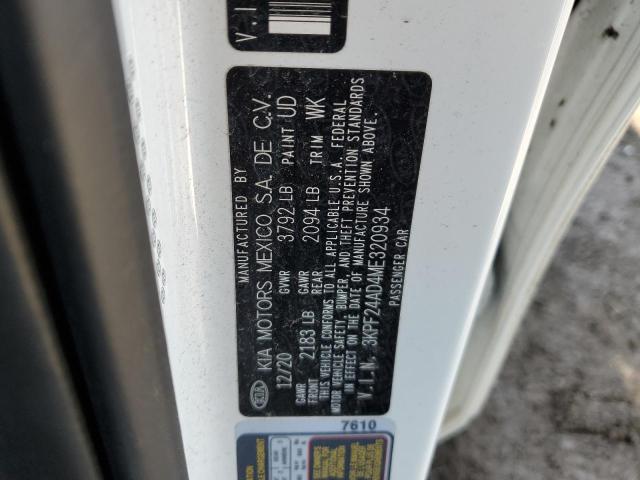 V.I
MANUFACTURED BY
KIA KIA MOTORS MEXICO S.A. DE C.V.
12/20 GVWR 3792 LB PAINT UD
GAWR FRONT 2183 LB GAWR REAR 2094 LB TRIM WK
THIS VEHICLE CONFORMS TO ALL APPLICABLE U.S.A. FEDERAL
MOTOR VEHICLE SAFETY, BUMPER, AND THEFT PREVENTION STANDARDS
IN EFFECT ON THE DATE OF MANUFACTURE SHOWN ABOVE.
V.I.N. 3KPF24AD4ME320934
PASSENGER CAR
7610